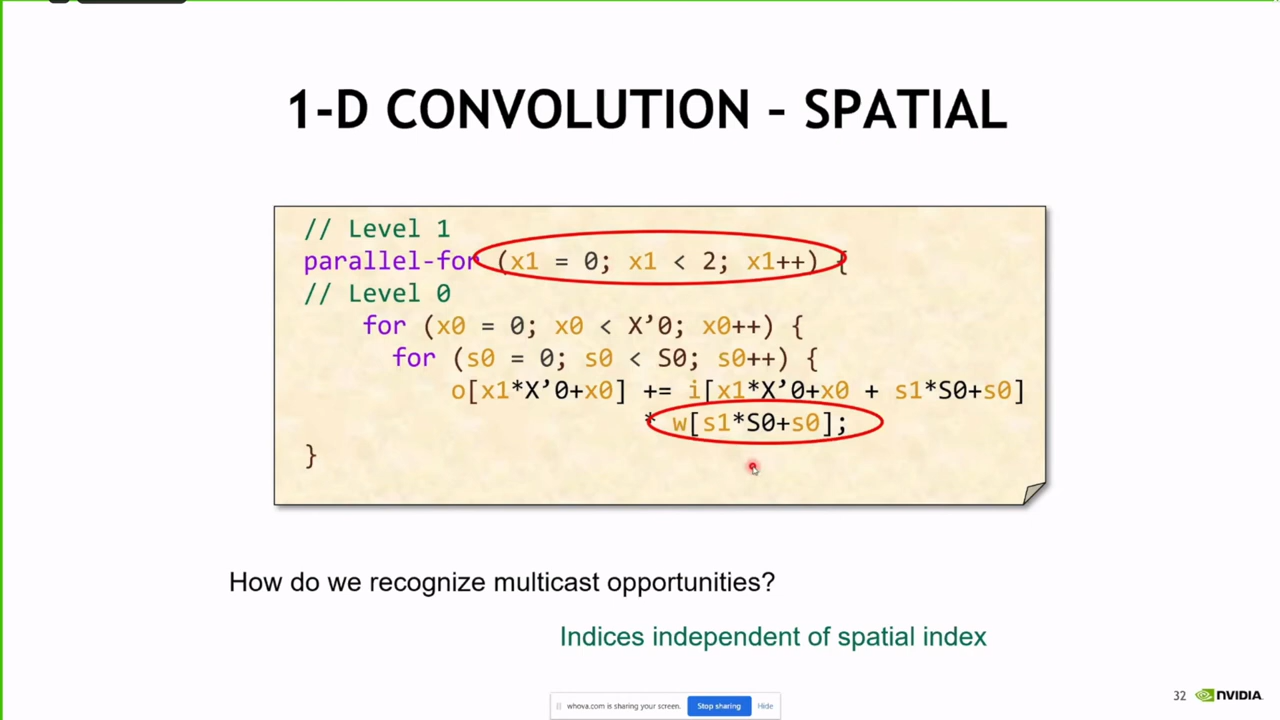 1-D CONVOLUTION – SPATIAL
// Level 1
parallel-for (x1 = 0; x1 < 2; x1++) {
// Level 0
for (x0 = 0; x0 < X’0; x0++) {
for (s0 = 0; s0 < S0; s0++) {
o[x1*X’0+x0] += i[x1*X’0+x0 + s1*S0+s0]
* w[s1*S0+s0];
}
How do we recognize multicast opportunities?
Indices independent of spatial index
32 NVIDIA.
whova.com is sharing your screen. Stop sharing Hide